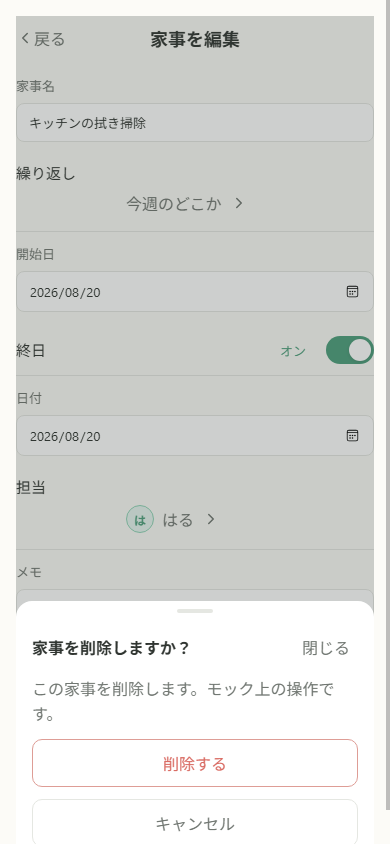 戻る
家事を編集
家事名
キッチンの拭き掃除
繰り返し
今週のどこか
開始日
2026/08/20
終日
オン
日付
2026/08/20
担当
は はる
メモ
家事を削除しますか？
閉じる
この家事を削除します。モック上の操作で
す。
削除する
キャンセル